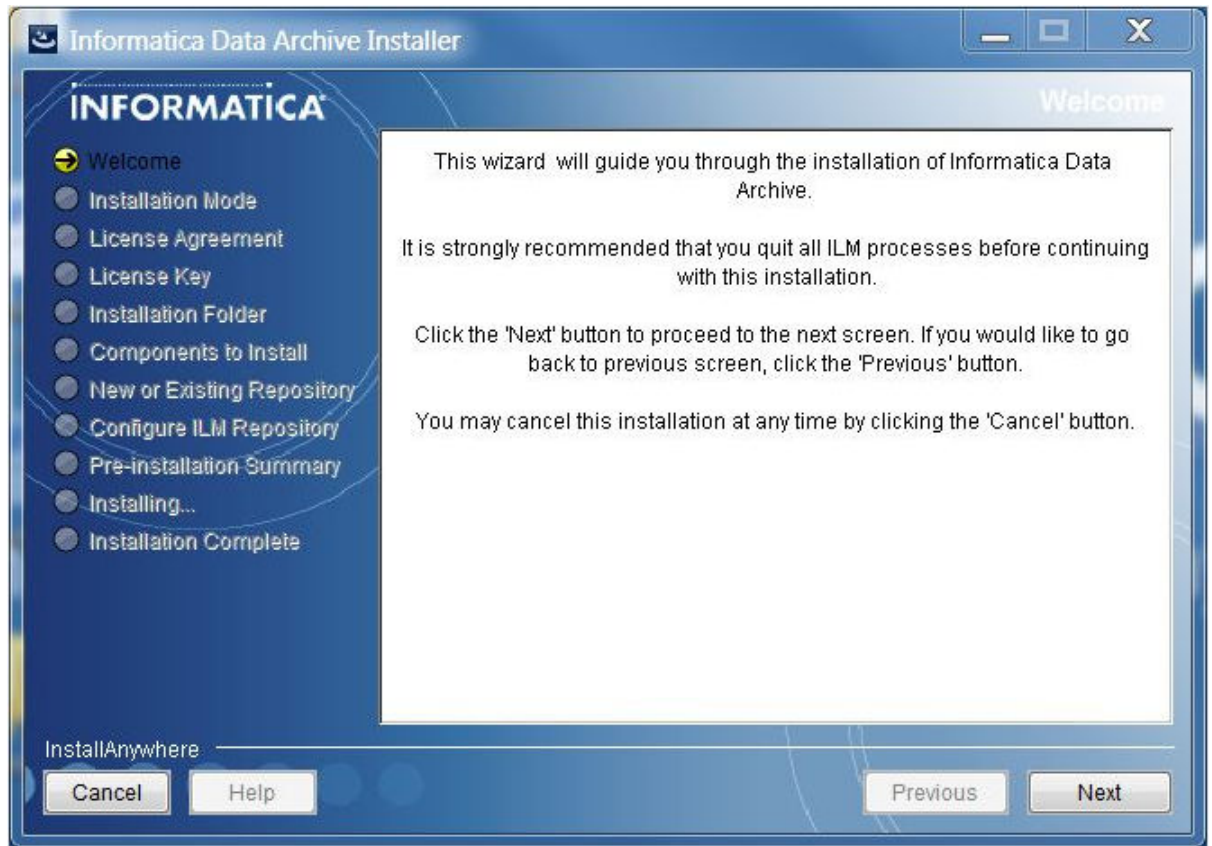 Informatica Data Archive Installer
INFORMATICA
Welcome
Welcome
Installation Mode
License Agreement
License Key
Installation Folder
Components to Install
New or Existing Repository
Configure ILM Repository
Pre-installation Summary
Installing...
Installation Complete
This wizard will guide you through the installation of Informatica Data
Archive.
It is strongly recommended that you quit all ILM processes before continuing
with this installation.
Click the 'Next' button to proceed to the next screen. If you would like to go
back to previous screen, click the 'Previous' button.
You may cancel this installation at any time by clicking the 'Cancel' button.
InstallAnywhere
Cancel
Help
Previous
Next